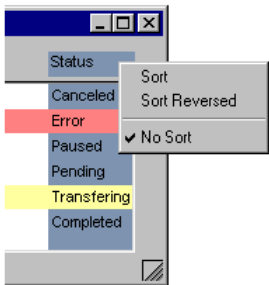 Status
Sort
Sort Reversed
No Sort
Canceled
Error
Paused
Pending
Transfering
Completed